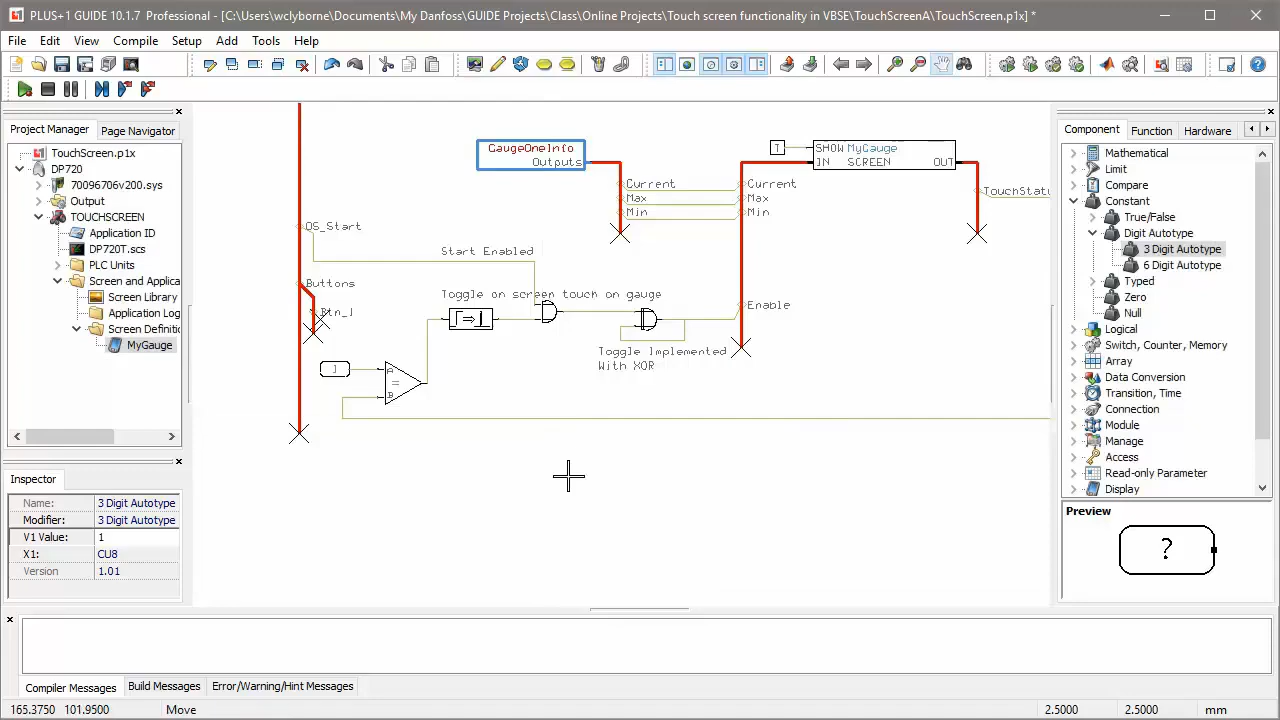 PLUS+1 GUIDE 10.1.7 Professional - [C:\Users\wclyborne\Documents\My Danfoss\GUIDE Projects\Class\Online Projects\Touch screen functionality in VBSE\TouchScreenA\TouchScreen.p1x] *
File Edit View Compile Setup Add Tools Help
Project Manager Page Navigator
TouchScreen.p1x
DP720
70096706v200.sys
Output
TOUCHSCREEN
Application ID
DP720T.scs
PLC Units
Screen and Applica
Screen Library
Application Log
Screen Definiti
MyGauge
Inspector
Name: 3 Digit Autotype
Modifier: 3 Digit Autotype
V1 Value: 1
X1: CU8
Version 1.01
GaugeOneInfo
Outputs
T SHOW MyGauge
IN SCREEN OUT
Current Current TouchStatu
Max Max
Min Min
OS_Start
Start Enabled
Buttons
Toggle on screen touch on gauge
Enable
Btn_1
Toggle Implemented
With XOR
1 A
=
B
Component Function Hardware
Mathematical
Limit
Compare
Constant
True/False
Digit Autotype
3 Digit Autotype
6 Digit Autotype
Typed
Zero
Null
Logical
Switch, Counter, Memory
Array
Data Conversion
Transition, Time
Connection
Module
Manage
Access
Read-only Parameter
Display
Preview
?
Compiler Messages Build Messages Error/Warning/Hint Messages
165.3750 101.9500 Move 2.5000 2.5000 mm